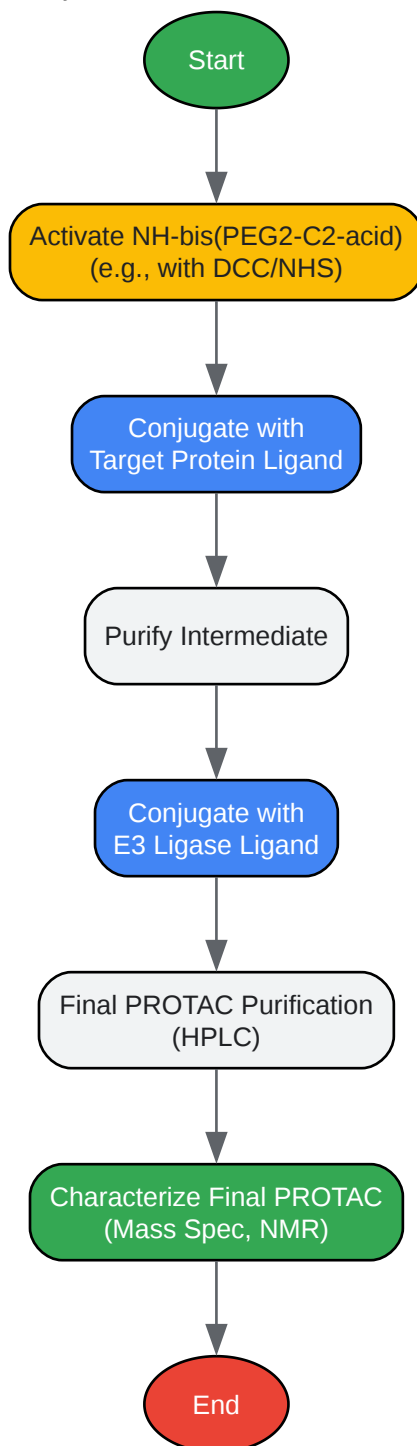 Start
Activate NH-bis(PEG2-C2-acid)
(e.g., with DCC/NHS)
Conjugate with
Target Protein Ligand
Purify Intermediate
Conjugate with
E3 Ligase Ligand
Final PROTAC Purification
(HPLC)
Characterize Final PROTAC
(Mass Spec, NMR)
End